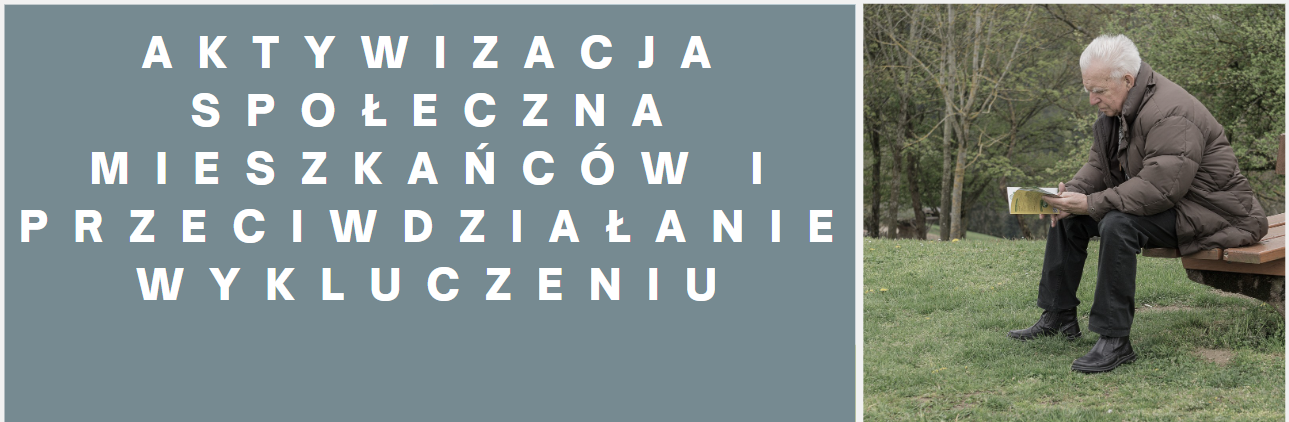 AKTYWIZACJA
SPOŁECZNA
MIESZKAŃCÓW I
PRZECIWDZIAŁANIE
WYKLUCZENIU